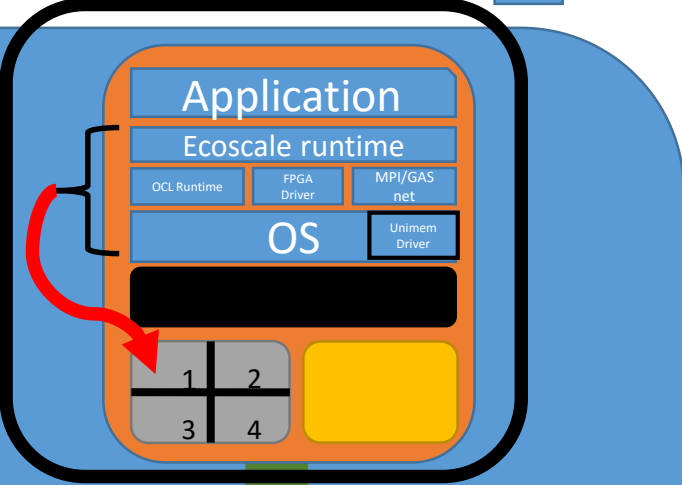 Application
Ecoscale runtime
OCL Runtime
FPGA
Driver
MPI/GAS
net
OS
Unimem
Driver
1
2
3
4